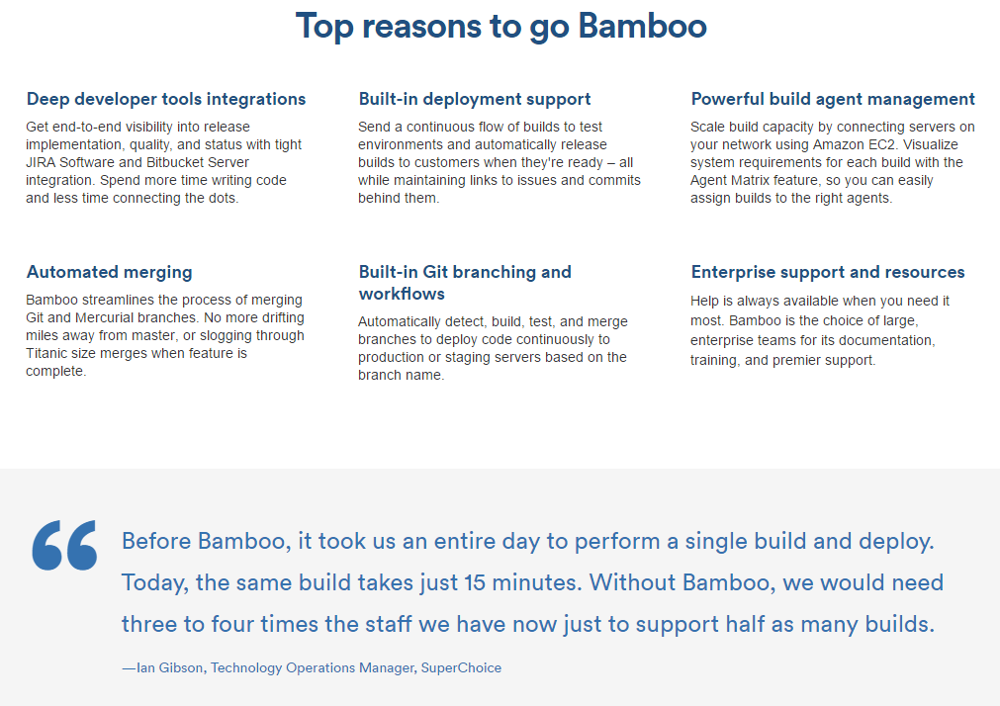 Top reasons to go Bamboo
Deep developer tools integrations
Get end-to-end visibility into release
implementation, quality, and status with tight
JIRA Software and Bitbucket Server
integration. Spend more time writing code
and less time connecting the dots.
Built-in deployment support
Send a continuous flow of builds to test
environments and automatically release
builds to customers when they're ready – all
while maintaining links to issues and commits
behind them.
Powerful build agent management
Scale build capacity by connecting servers on
your network using Amazon EC2. Visualize
system requirements for each build with the
Agent Matrix feature, so you can easily
assign builds to the right agents.
Automated merging
Bamboo streamlines the process of merging
Git and Mercurial branches. No more drifting
miles away from master, or slogging through
Titanic size merges when feature is
complete.
Built-in Git branching and
workflows
Automatically detect, build, test, and merge
branches to deploy code continuously to
production or staging servers based on the
branch name.
Enterprise support and resources
Help is always available when you need it
most. Bamboo is the choice of large,
enterprise teams for its documentation,
training, and premier support.
“
Before Bamboo, it took us an entire day to perform a single build and deploy.
Today, the same build takes just 15 minutes. Without Bamboo, we would need
three to four times the staff we have now just to support half as many builds.
—Ian Gibson, Technology Operations Manager, SuperChoice